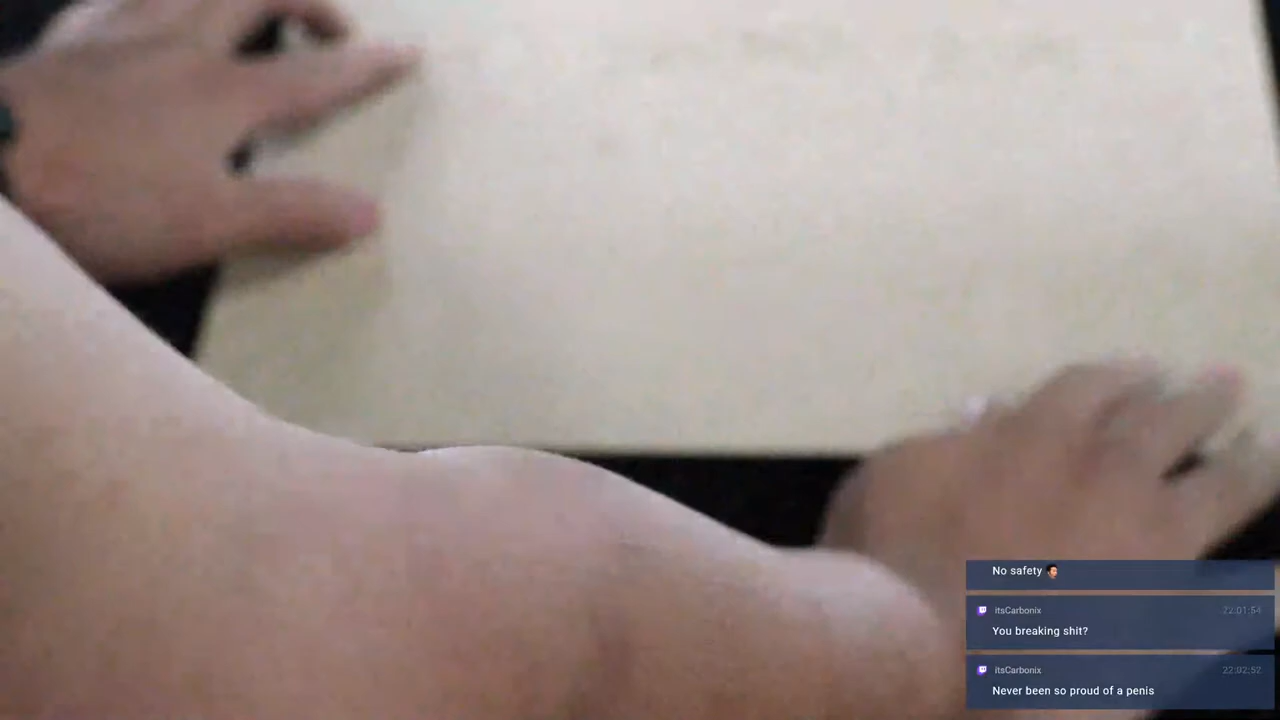 No safety
itsCarbonix 22:01:54
You breaking shit?
itsCarbonix 22:02:52
Never been so proud of a penis